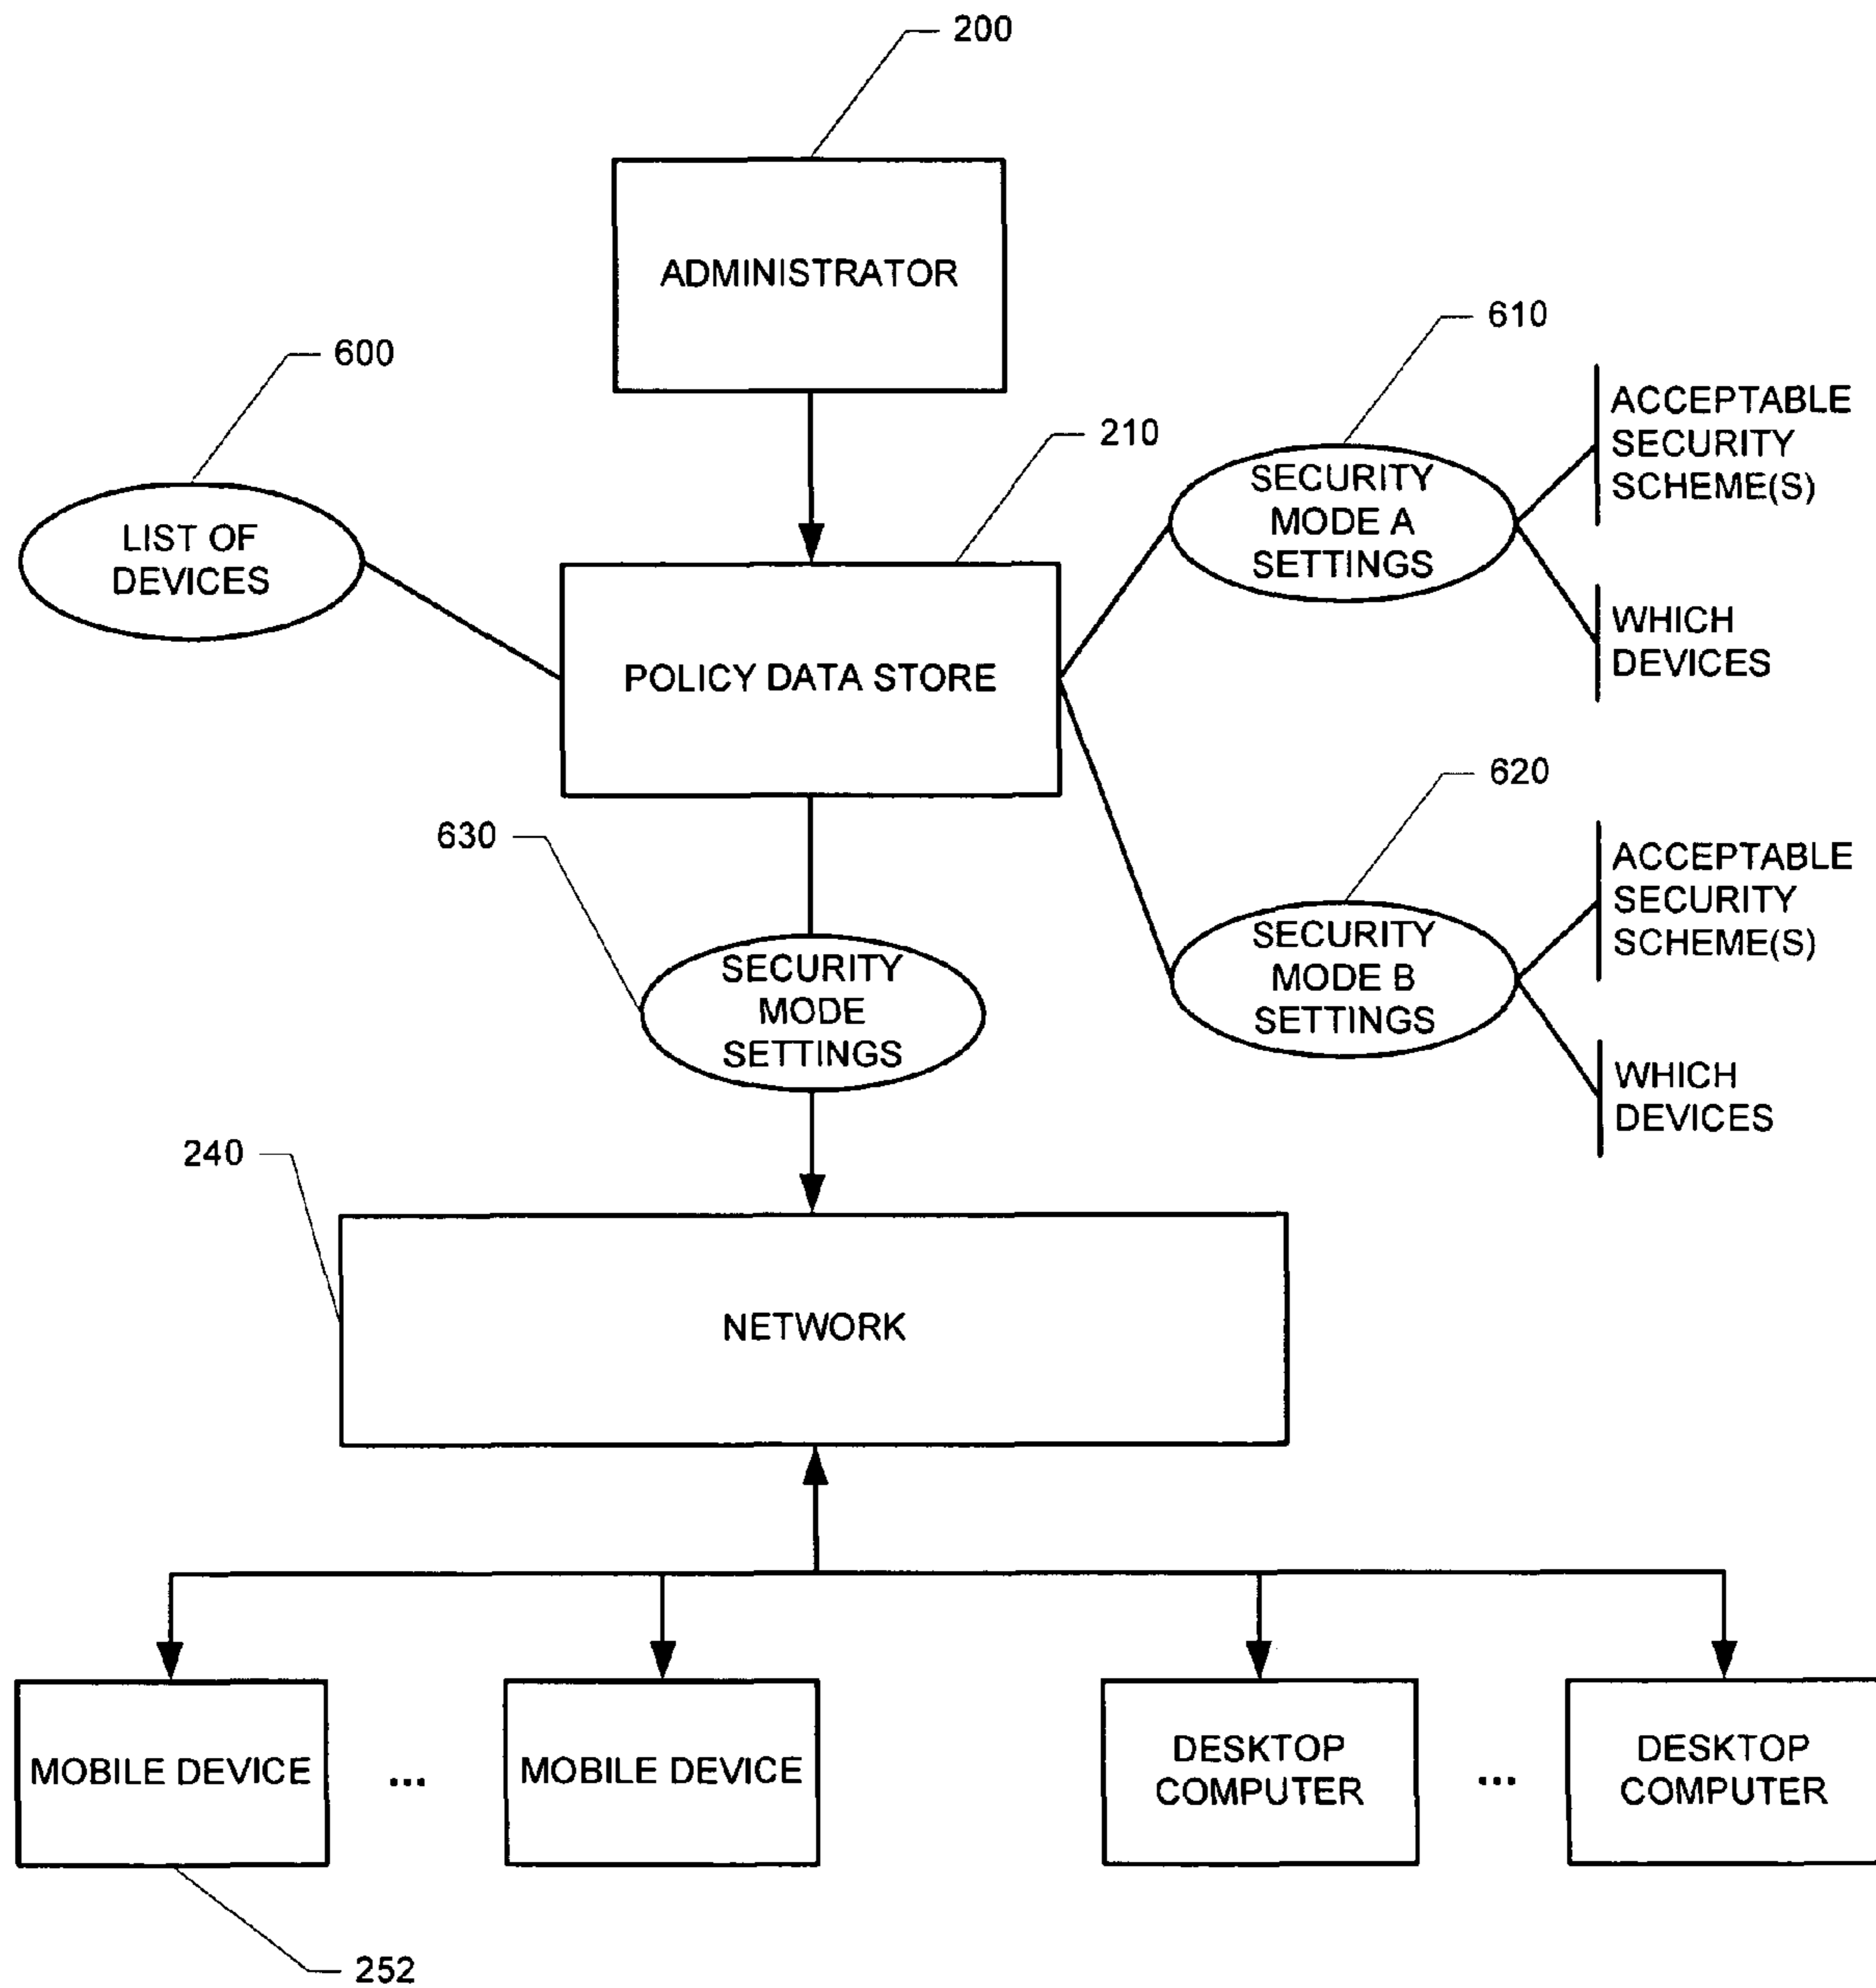 200
ADMINISTRATOR
610
600
ACCEPTABLE
SECURITY
SCHEME(S)
210
SECURITY
MODE A
SETTINGS
LIST OF
DEVICES
WHICH
DEVICES
POLICY DATA STORE
620
630
ACCEPTABLE
SECURITY
SCHEME(S)
SECURITY
MODE B
SETTINGS
SECURITY
MODE
SETTINGS
WHICH
DEVICES
240
NETWORK
MOBILE DEVICE
...
MOBILE DEVICE
DESKTOP
COMPUTER
...
DESKTOP
COMPUTER
252